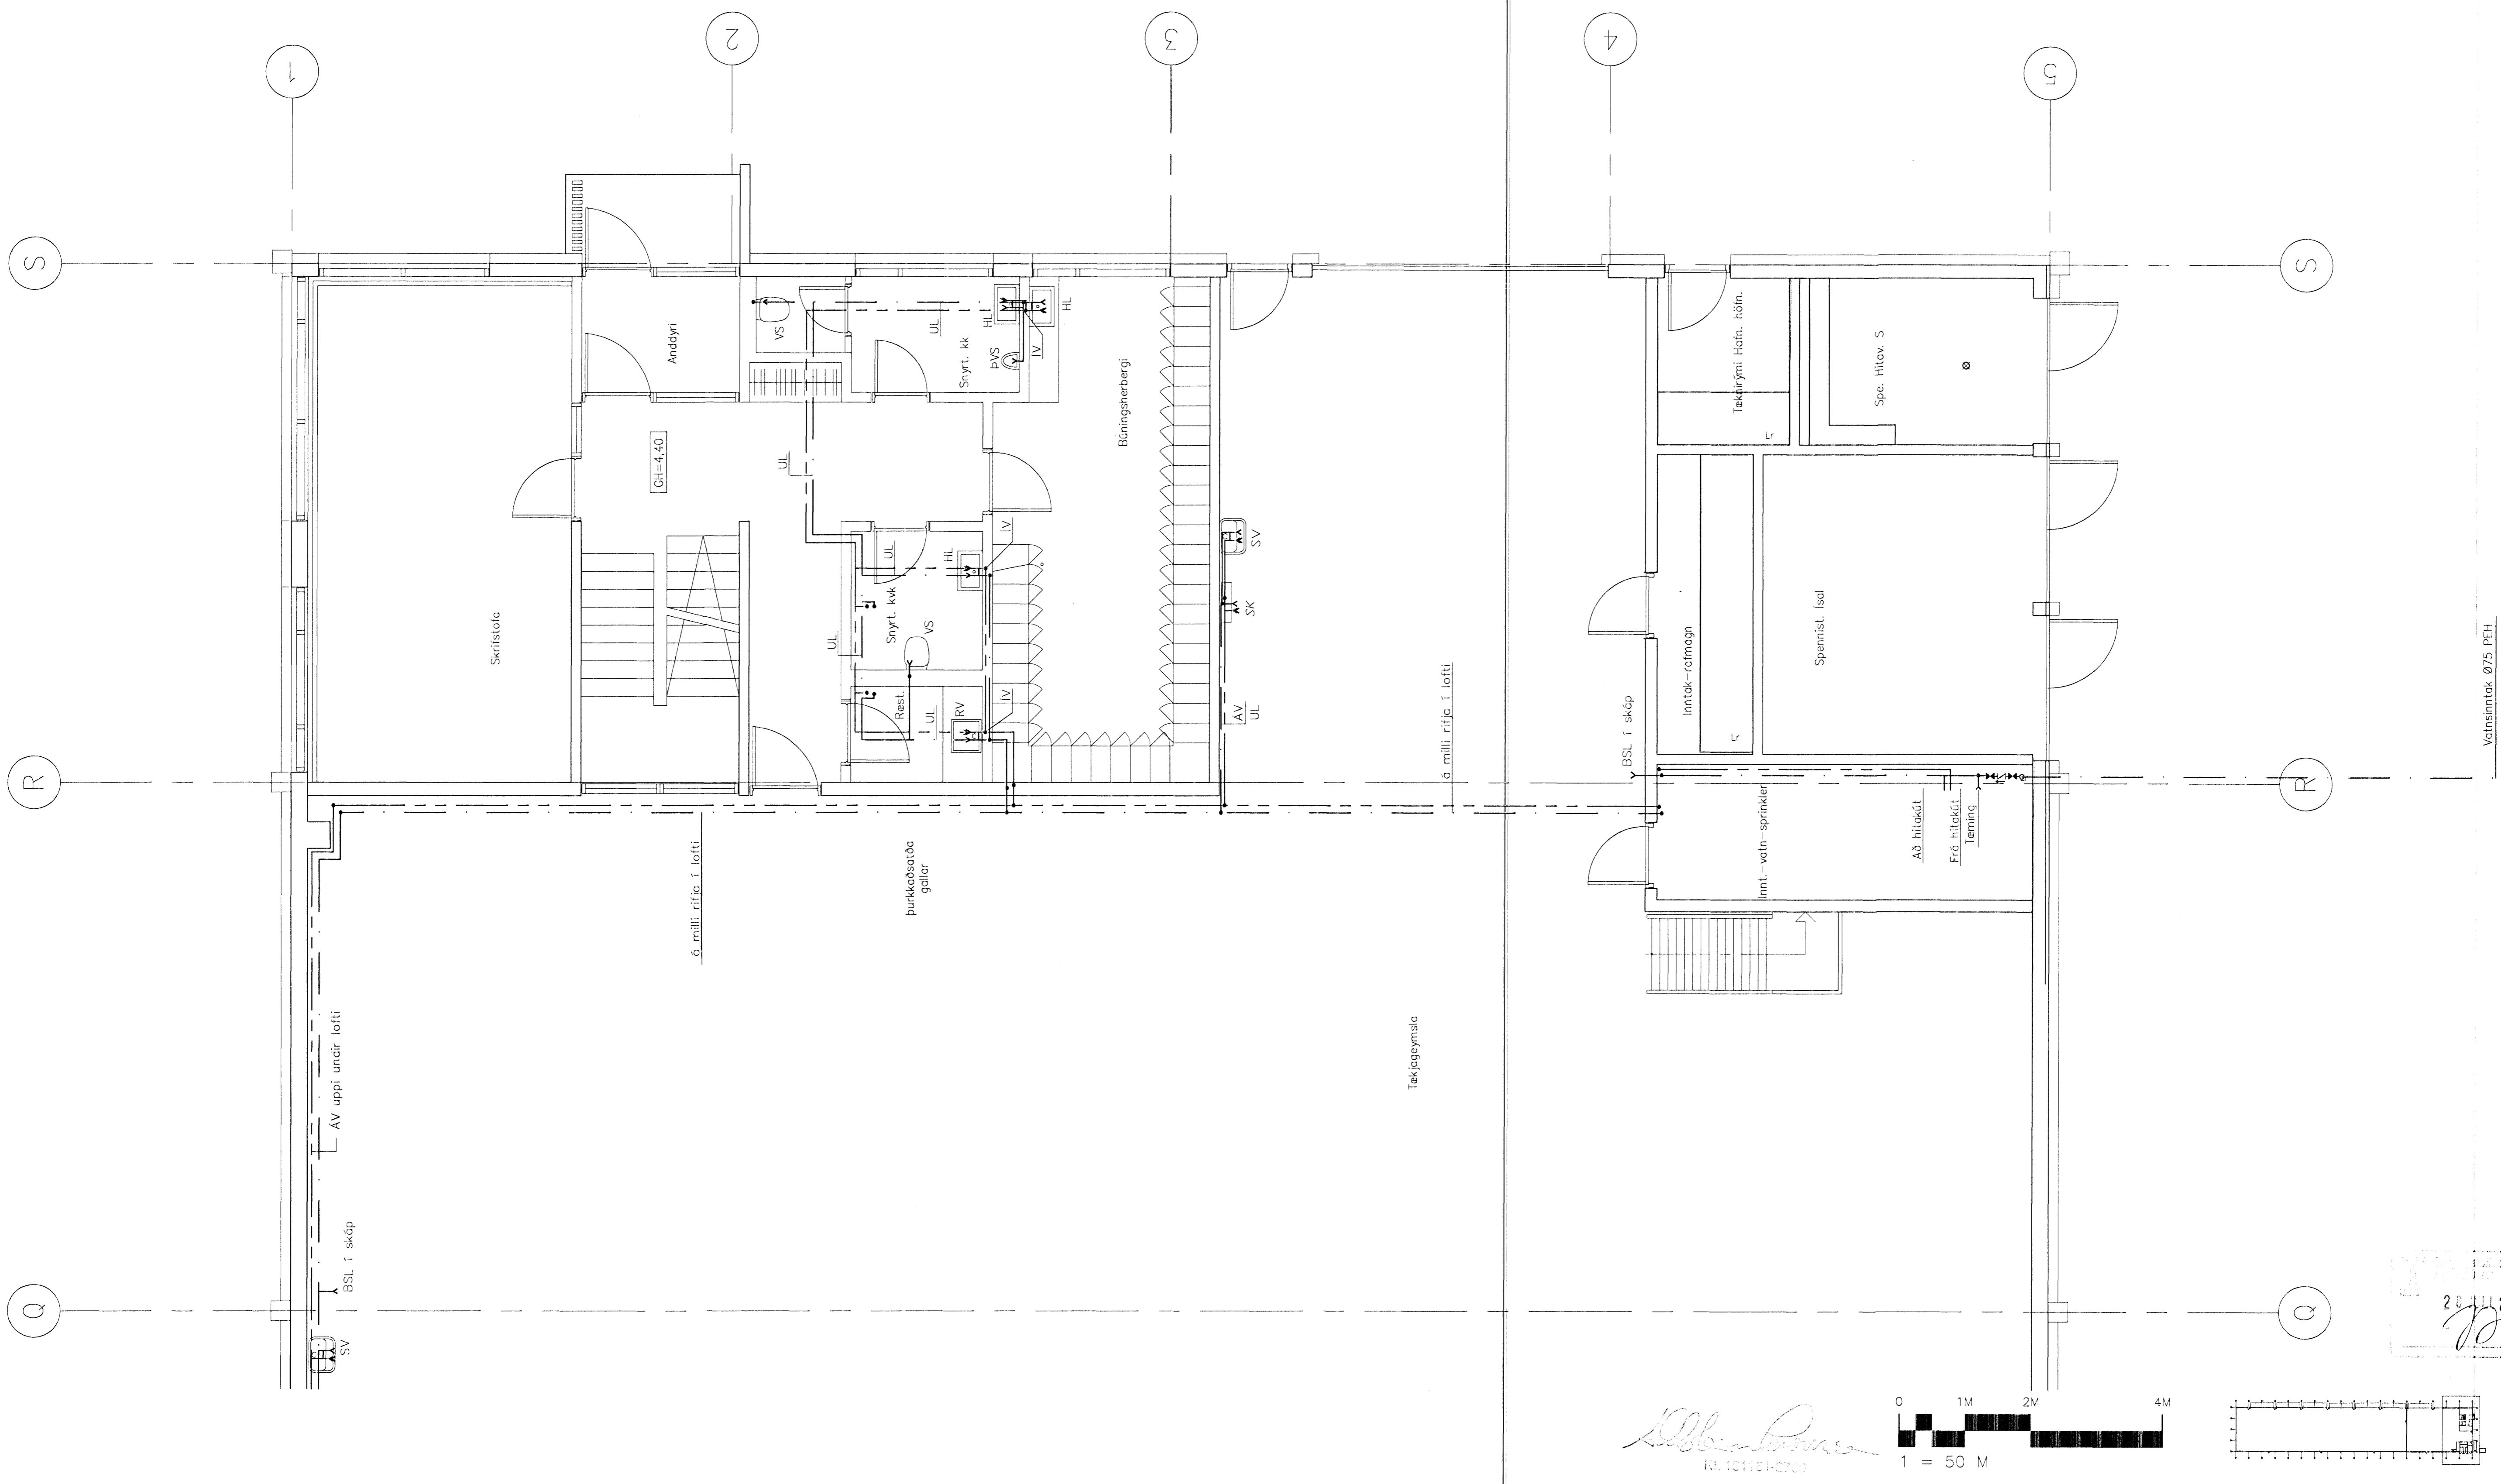 1
2
3
4
5
S
S
R
R
Q
Q
Skrifstofa
Anddyri
GH=4,40
VS
UL
HL
HL
Snyrt. kk
ÞVS
IV
Búningsherbergi
UL
UL
HL
IV
Snyrt. kvk
UL
VS
Ræst.
UL
RV
IV
SV
SK
ÁV
UL
á milli rifja í lofti
á milli rifja í lofti
þurkkaðsatða
gallar
Tækjageymsla
ÁV uppi undir lofti
BSL í skáp
SV
Tæknirými Hafn. höfn.
Spe. Hitav. S
Inntak-rafmagn
Spennist. Ísal
BSL í skáp
Innt.-vatn-sprinkler
Að hitakút
Frá hitakút
Tæming
Vatnsinntak Ø75 PEH
0 1M 2M 4M
1 = 50 M